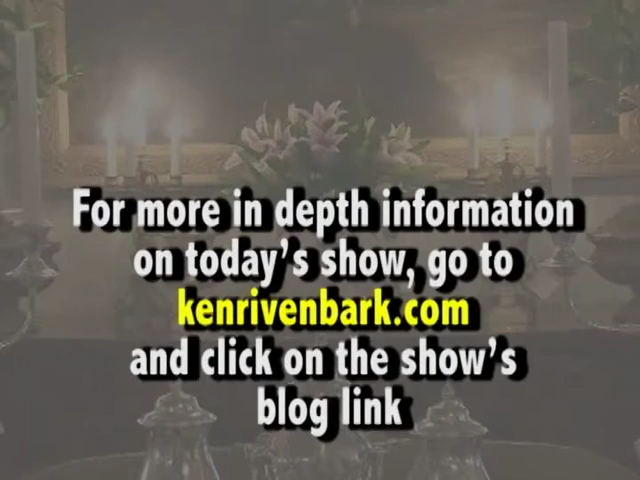 For more in depth information
on today's show, go to
kenrivenbark.com
and click on the show's
blog link